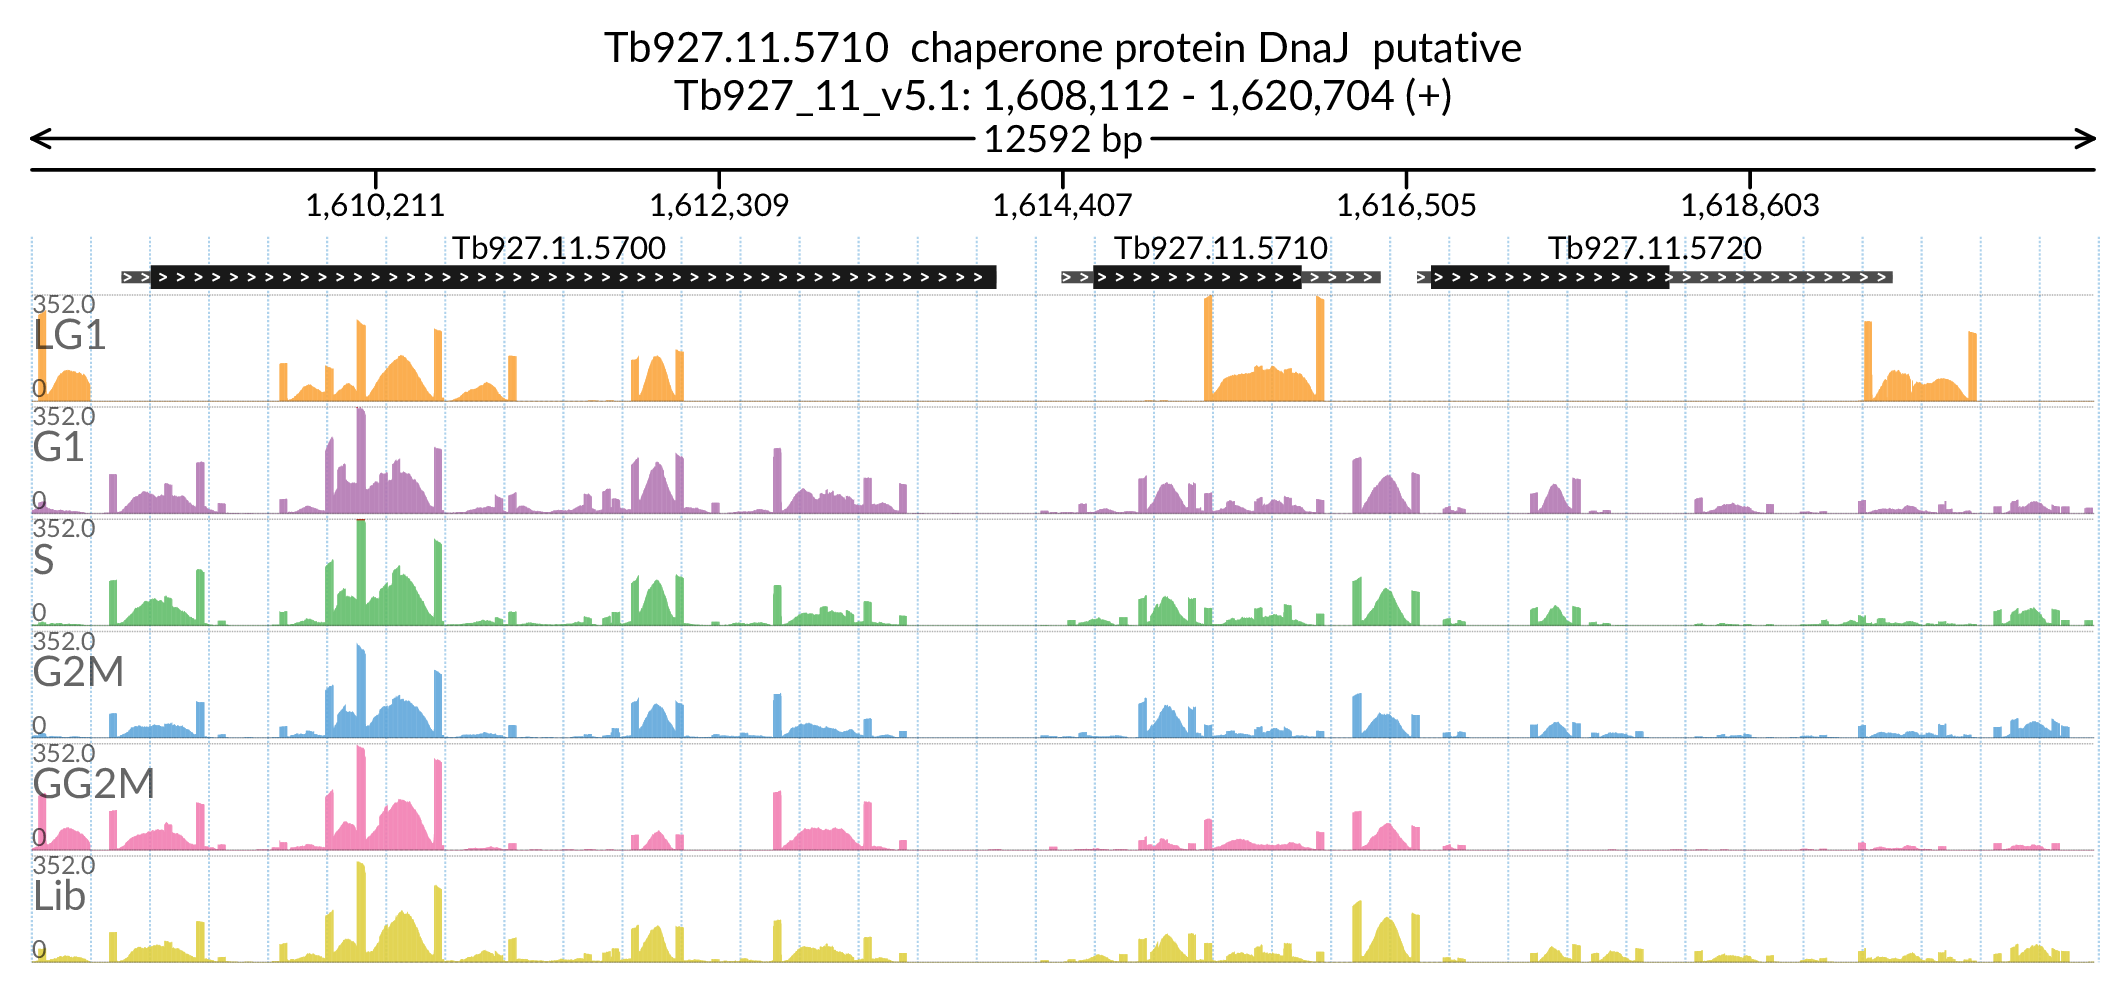 Tb927.11.5710  chaperone protein DnaJ  putative
Tb927_11_v5.1: 1,608,112 - 1,620,704 (+)
12592 bp
1,610,211 1,612,309 1,614,407 1,616,505 1,618,603
Tb927.11.5700 Tb927.11.5710 Tb927.11.5720
352.0
LG1
0
352.0
G1
0
352.0
S
0
352.0
G2M
0
352.0
GG2M
0
352.0
Lib
0